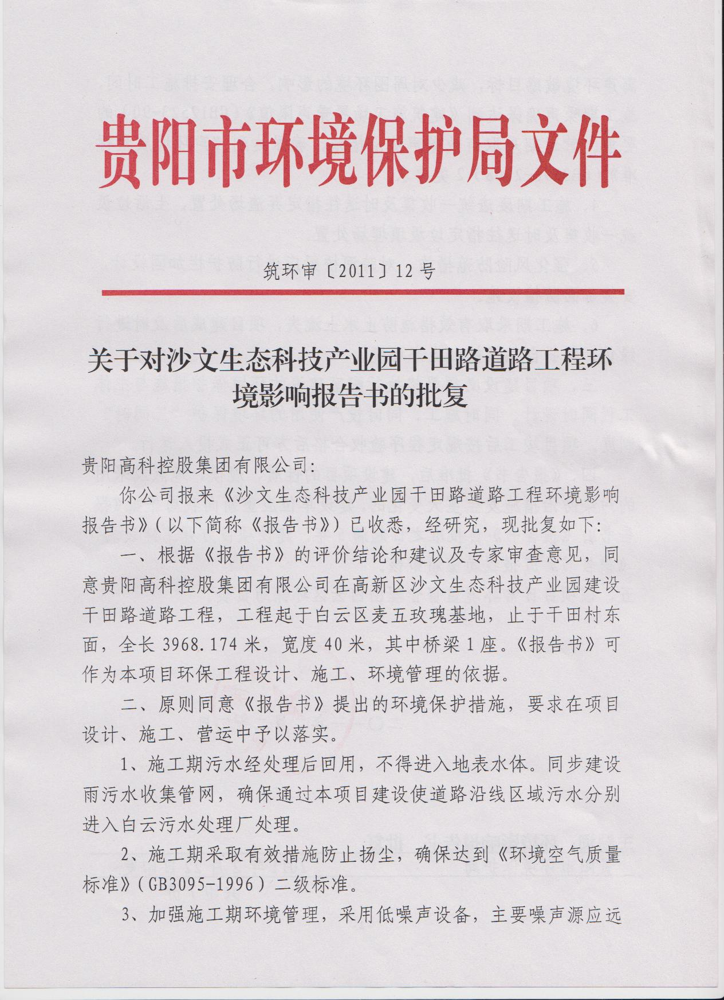 贵阳市环境保护局文件
筑环审〔2011〕12号
关于对沙文生态科技产业园干田路道路工程环
境影响报告书的批复
贵阳高科控股集团有限公司：
你公司报来《沙文生态科技产业园干田路道路工程环境影响
报告书》（以下简称《报告书》）已收悉，经研究，现批复如下：
一、根据《报告书》的评价结论和建议及专家审查意见，同
意贵阳高科控股集团有限公司在高新区沙文生态科技产业园建设
干田路道路工程，工程起于白云区麦五玫瑰基地，止于干田村东
面，全长3968.174米，宽度40米，其中桥梁1座。《报告书》可
作为本项目环保工程设计、施工、环境管理的依据。
二、原则同意《报告书》提出的环境保护措施，要求在项目
设计、施工、营运中予以落实。
1、施工期污水经处理后回用，不得进入地表水体。同步建设
雨污水收集管网，确保通过本项目建设使道路沿线区域污水分别
进入白云污水处理厂处理。
2、施工期采取有效措施防止扬尘，确保达到《环境空气质量
标准》（GB3095-1996）二级标准。
3、加强施工期环境管理，采用低噪声设备，主要噪声源应远